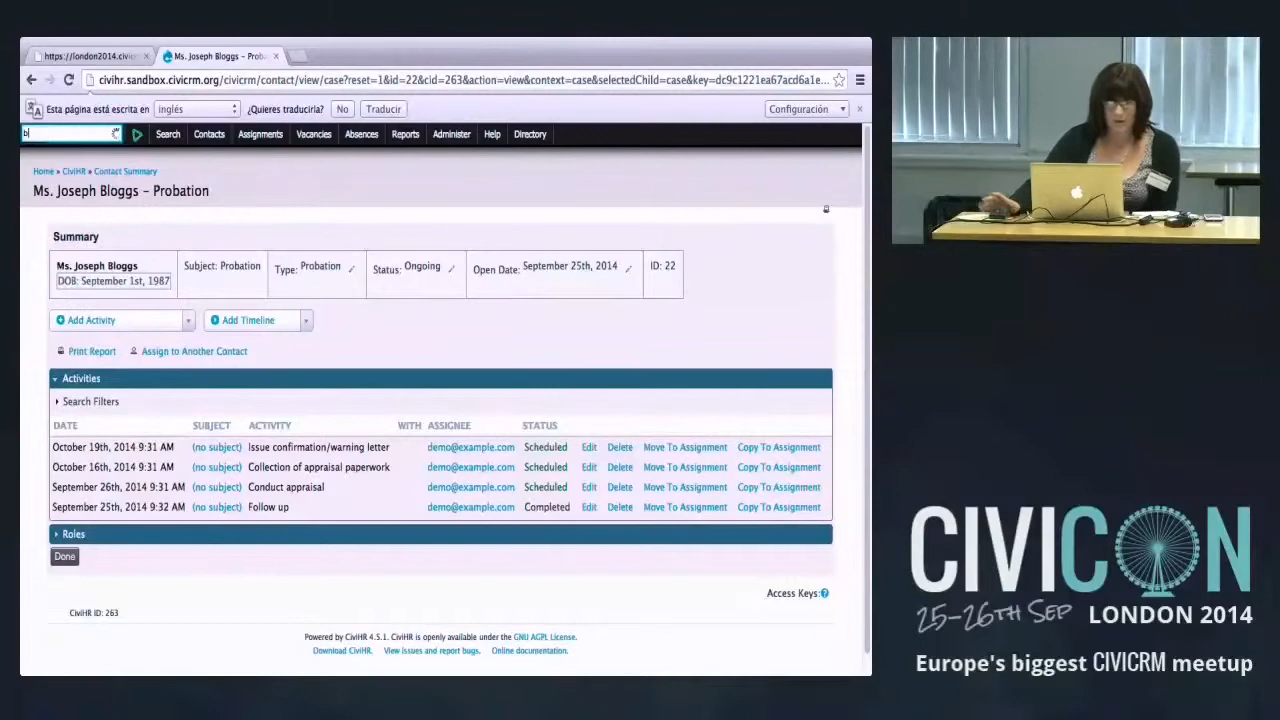 https://london2014.civic
Ms. Joseph Bloggs – Proba
civihr.sandbox.civicrm.org/civicrm/contact/view/case?reset=1&id=22&cid=263&action=view&context=case&selectedChild=case&key=dc9c1221ea67acd6a1e...
Esta página está escrita en inglés ¿Quieres traducirla? No Traducir Configuración
b Search Contacts Assignments Vacancies Absences Reports Administer Help Directory
Home » CiviHR » Contact Summary
Ms. Joseph Bloggs – Probation
Summary
Ms. Joseph Bloggs
DOB: September 1st, 1987
Subject: Probation
Type: Probation
Status: Ongoing
Open Date: September 25th, 2014
ID: 22
Add Activity Add Timeline
Print Report Assign to Another Contact
Activities
Search Filters
DATE SUBJECT ACTIVITY WITH ASSIGNEE STATUS
October 19th, 2014 9:31 AM (no subject) Issue confirmation/warning letter demo@example.com Scheduled Edit Delete Move To Assignment Copy To Assignment
October 16th, 2014 9:31 AM (no subject) Collection of appraisal paperwork demo@example.com Scheduled Edit Delete Move To Assignment Copy To Assignment
September 26th, 2014 9:31 AM (no subject) Conduct appraisal demo@example.com Scheduled Edit Delete Move To Assignment Copy To Assignment
September 25th, 2014 9:32 AM (no subject) Follow up demo@example.com Completed Edit Delete Move To Assignment Copy To Assignment
Roles
Done
Access Keys:?
CiviHR ID: 263
Powered by CiviHR 4.5.1. CiviHR is openly available under the GNU AGPL License.
Download CiviHR. View issues and report bugs. Online documentation.
CIVICON
25–26TH SEP LONDON 2014
Europe's biggest CIVICRM meetup